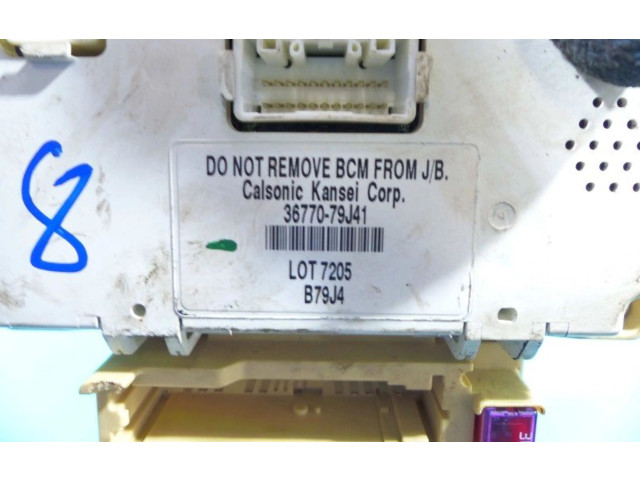 8
DO NOT REMOVE BCM FROM J/B.
Calsonic Kansei Corp.
36770-79J41
LOT 7205
B79J4